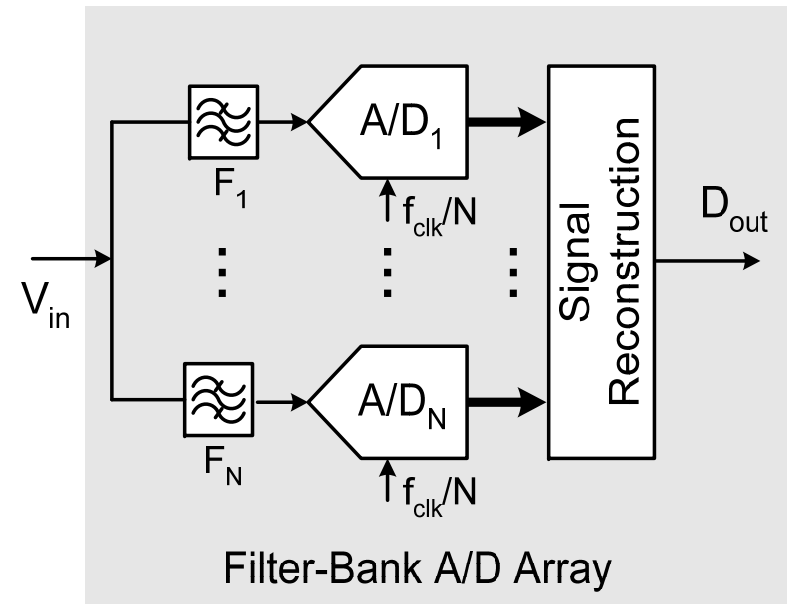 A/D1
F1
fclk/N
Vin
Signal
Reconstruction
Dout
A/DN
FN
fclk/N
Filter-Bank A/D Array